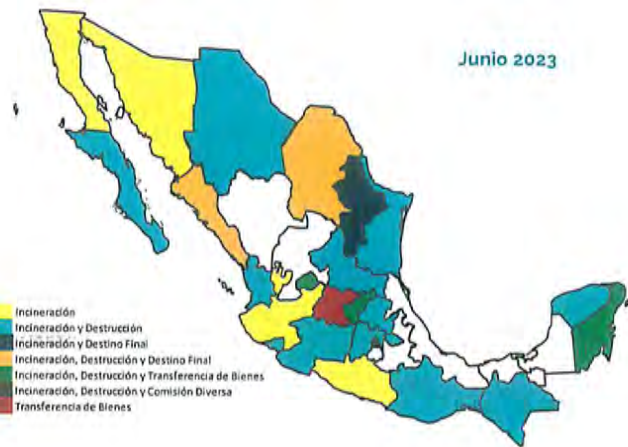 Junio 2023
Incineración
Incineración y Destrucción
Incineración y Destino Final
Incineración, Destrucción y Destino Final
Incineración, Destrucción y Transferencia de Bienes
Incineración, Destrucción y Comisión Diversa
Transferencia de Bienes